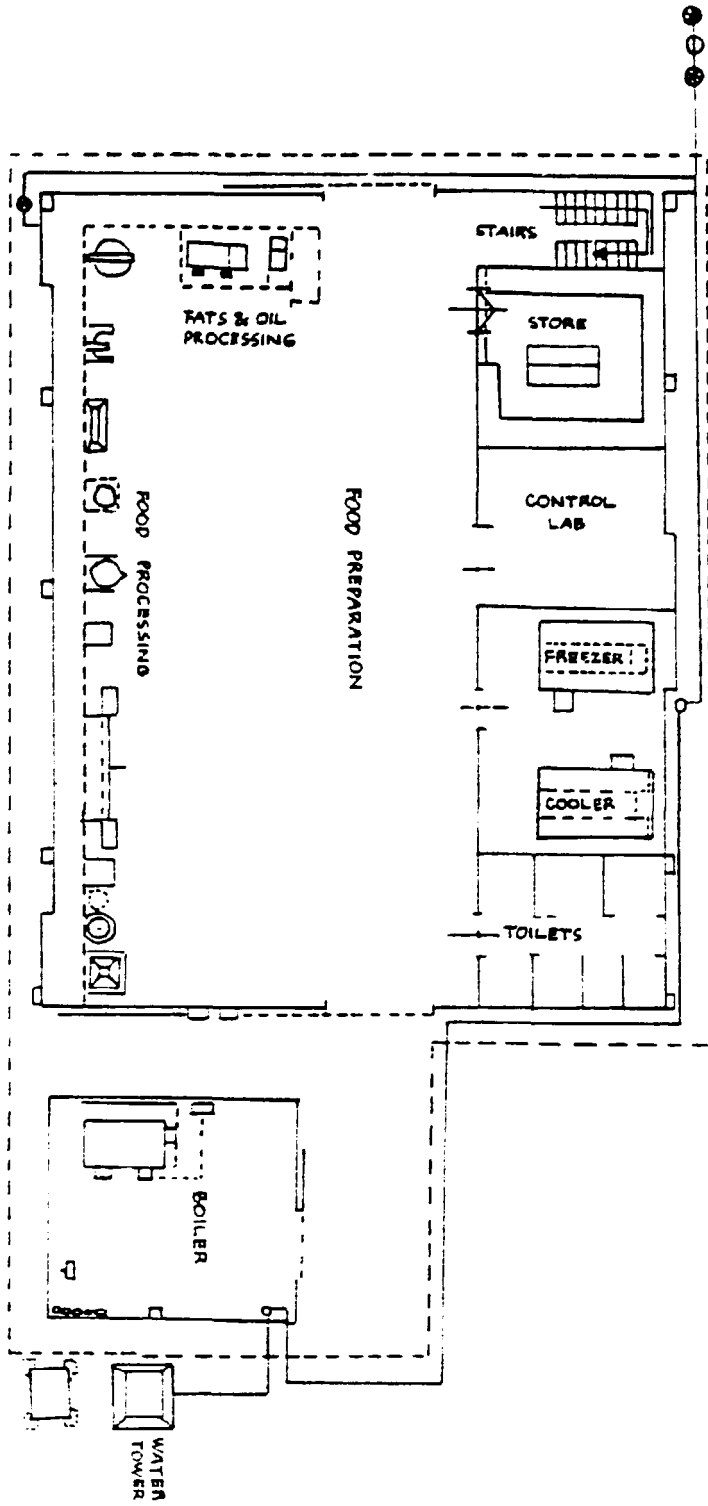 STAIRS
FATS & OIL
PROCESSING
STORE
CONTROL
LAB
FOOD PROCESSING
FOOD PREPARATION
FREEZER
COOLER
TOILETS
BOILER
WATER
TOWER